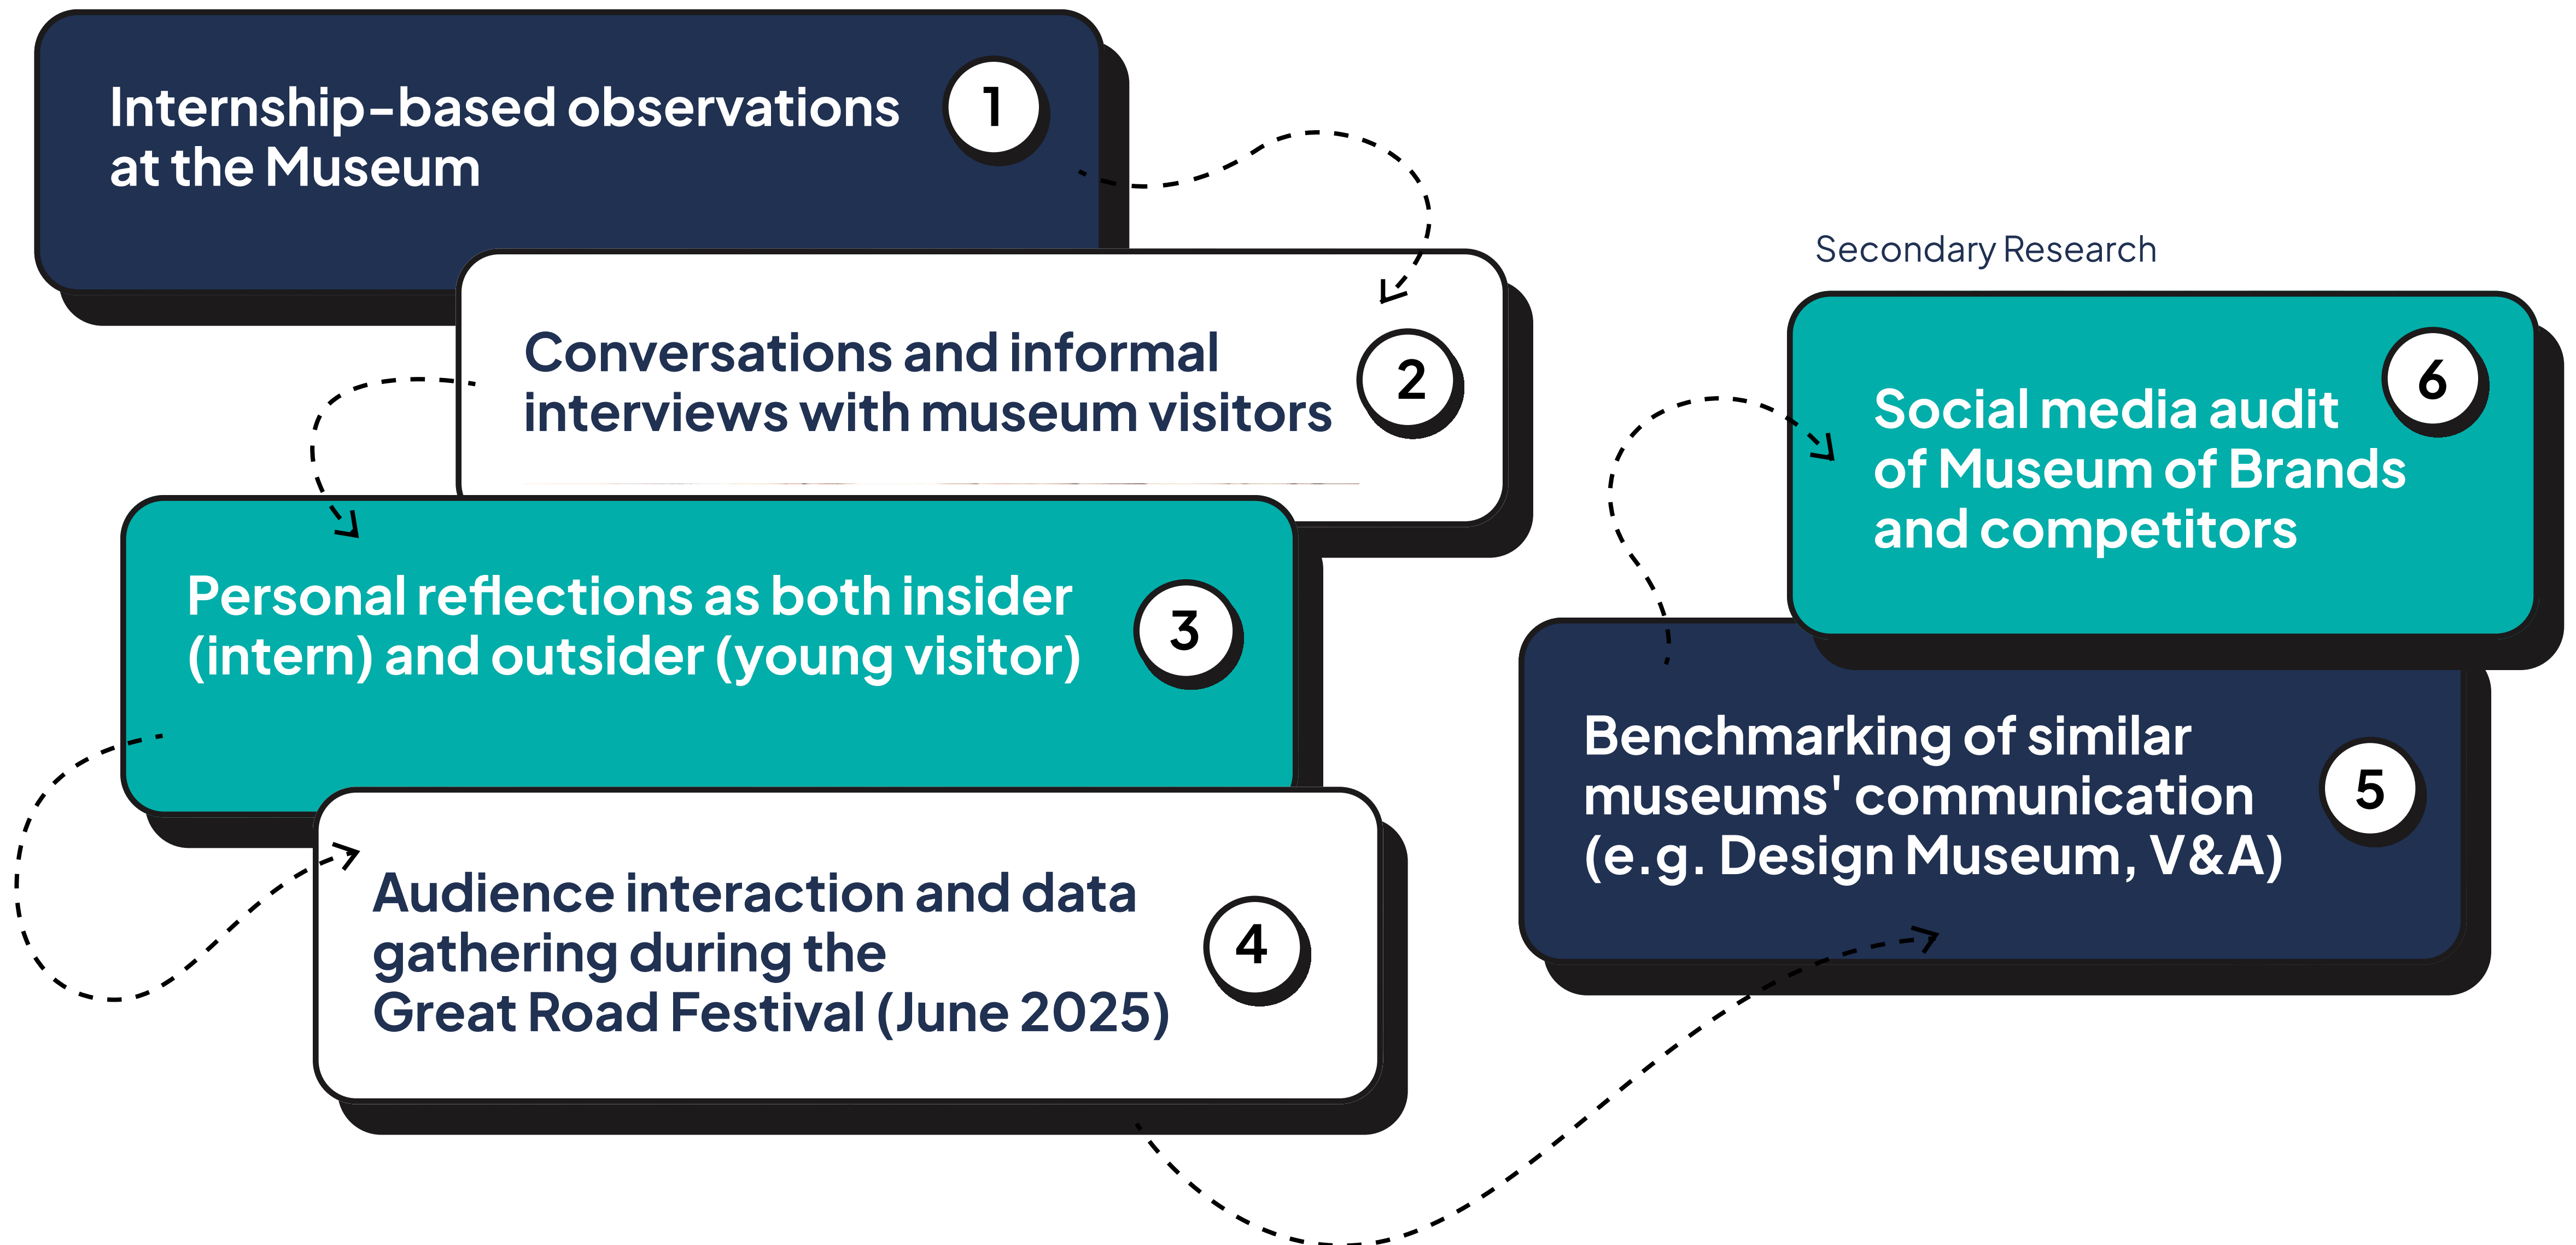 Internship-based observations
at the Museum
1
Conversations and informal
interviews with museum visitors
2
Personal reflections as both insider
(intern) and outsider (young visitor)
3
Audience interaction and data
gathering during the
Great Road Festival (June 2025)
4
Benchmarking of similar
museums' communication
(e.g. Design Museum, V&A)
5
Secondary Research
Social media audit
of Museum of Brands
and competitors
6